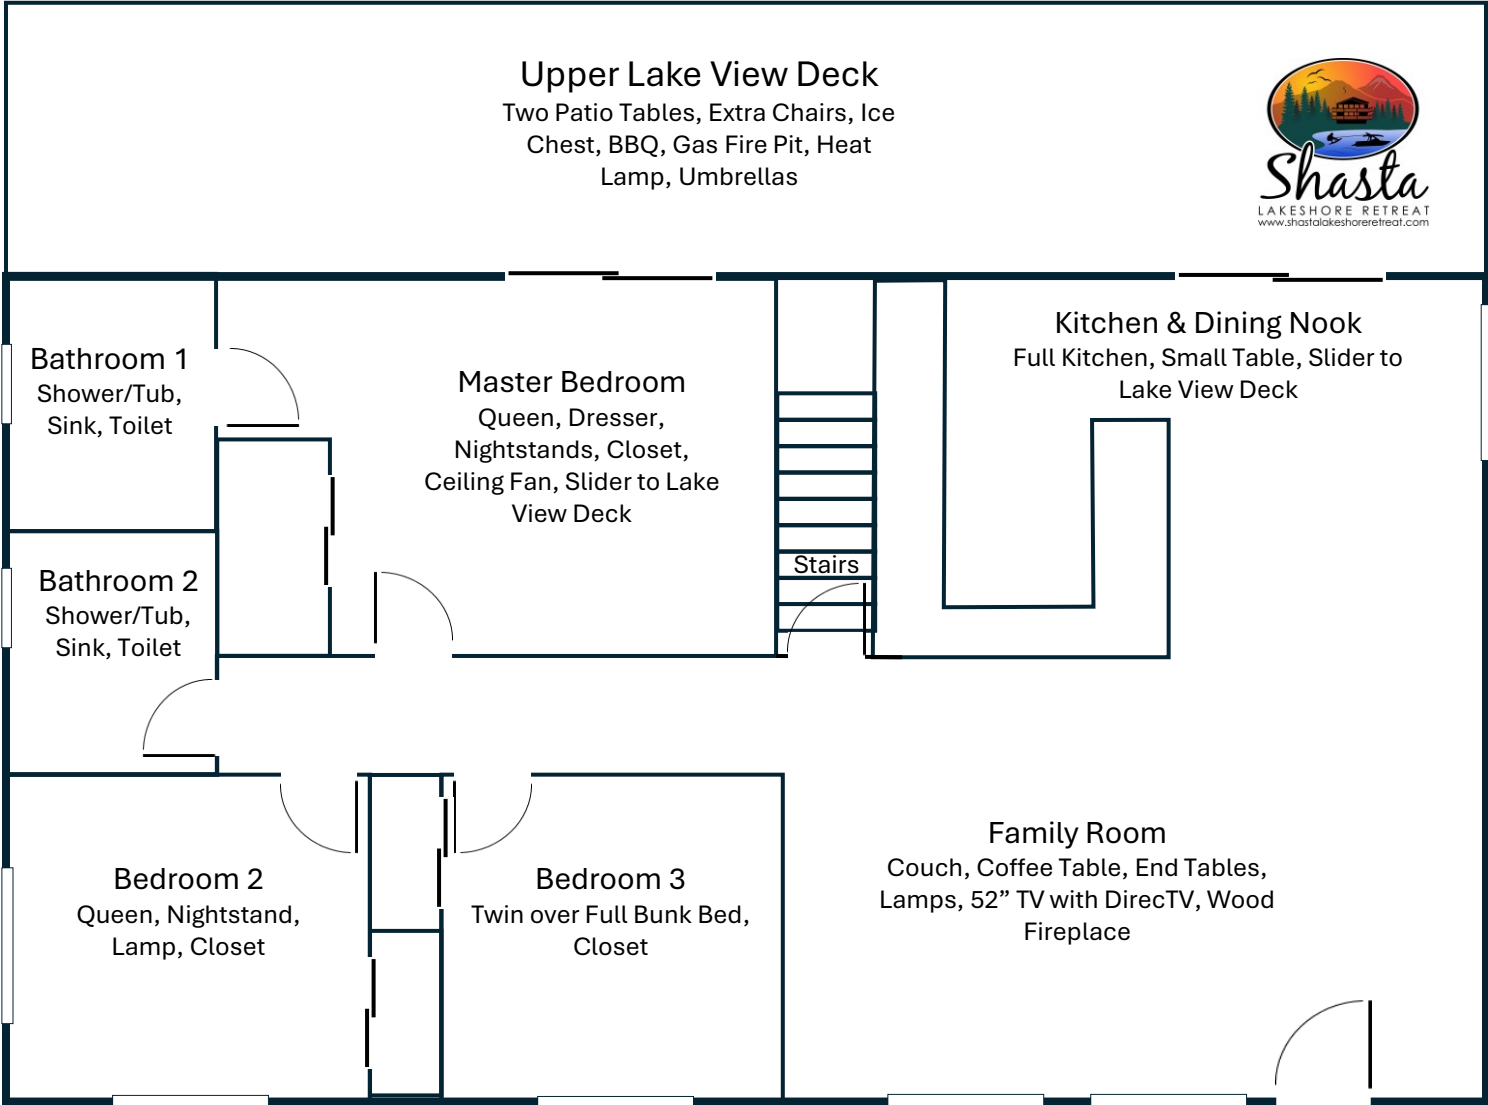 Upper Lake View Deck
Two Patio Tables, Extra Chairs, Ice
Chest, BBQ, Gas Fire Pit, Heat
Lamp, Umbrellas
Shasta
LAKESHORE RETREAT
www.shastalakeshoreretreat.com
Bathroom 1
Shower/Tub,
Sink, Toilet
Master Bedroom
Queen, Dresser,
Nightstands, Closet,
Ceiling Fan, Slider to Lake
View Deck
Kitchen & Dining Nook
Full Kitchen, Small Table, Slider to
Lake View Deck
Stairs
Bathroom 2
Shower/Tub,
Sink, Toilet
Bedroom 2
Queen, Nightstand,
Lamp, Closet
Bedroom 3
Twin over Full Bunk Bed,
Closet
Family Room
Couch, Coffee Table, End Tables,
Lamps, 52” TV with DirecTV, Wood
Fireplace